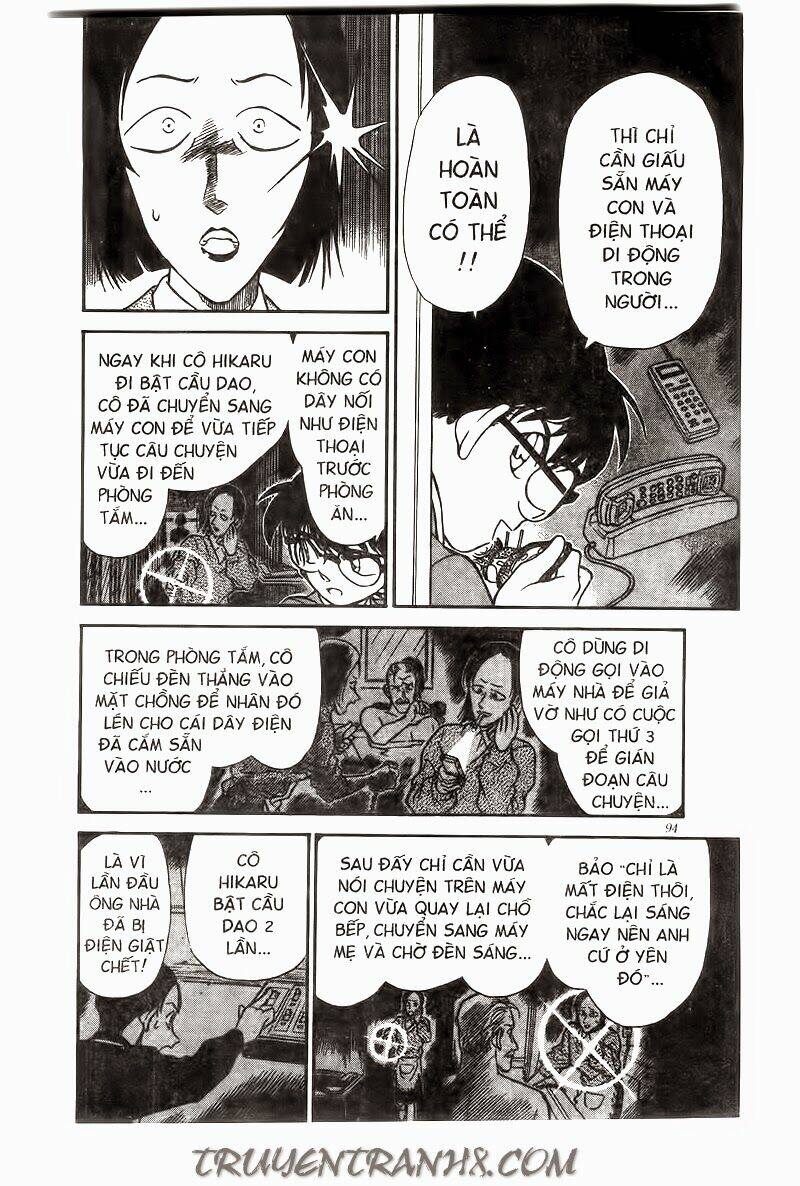 THÌ CHỈ
CẦN GIẤU
SẴN MÁY
CON VÀ
ĐIỆN THOẠI
DI ĐỘNG
TRONG
NGƯỜI...
LÀ
HOÀN
TOÀN
CÓ THỂ
!!
MÁY CON
KHÔNG CÓ
DÂY NỐI
NHƯ ĐIỆN
THOẠI
TRƯỚC
PHÒNG
ĂN...
NGAY KHI CÔ HIKARU
ĐI BẬT CẦU DAO,
CÔ ĐÃ CHUYỂN SANG
MÁY CON ĐỂ VỪA TIẾP
TỤC CÂU CHUYỆN
VỪA ĐI ĐẾN
PHÒNG
TẮM...
CÔ DÙNG DI
ĐỘNG GỌI VÀO
MÁY NHÀ ĐỂ GIẢ
VỜ NHƯ CÓ CUỘC
GỌI THỨ 3
ĐỂ GIÁN
ĐOẠN CÂU
CHUYỆN...
TRONG PHÒNG TẮM, CÔ
CHIẾU ĐÈN THẲNG VÀO
MẶT CHỒNG ĐỂ NHÂN ĐÓ
LÉN CHO CÁI DÂY ĐIỆN
ĐÃ CẮM SẴN
VÀO NƯỚC
...
94
BẢO "CHỈ LÀ
MẤT ĐIỆN THÔI,
CHẮC LẠI SÁNG
NGAY NÊN ANH
CỨ Ở YÊN
ĐÓ"...
SAU ĐẤY CHỈ CẦN VỪA
NÓI CHUYỆN TRÊN MÁY
CON VỪA QUAY LẠI CHỖ
BẾP, CHUYỂN SANG MÁY
MẸ VÀ CHỜ ĐÈN SÁNG...
CÔ
HIKARU
BẬT CẦU
DAO 2
LẦN...
LÀ VÌ
LẦN ĐẦU
ÔNG NHÀ
ĐÃ BỊ
ĐIỆN GIẬT
CHẾT!
TRUYENTRANH8.COM